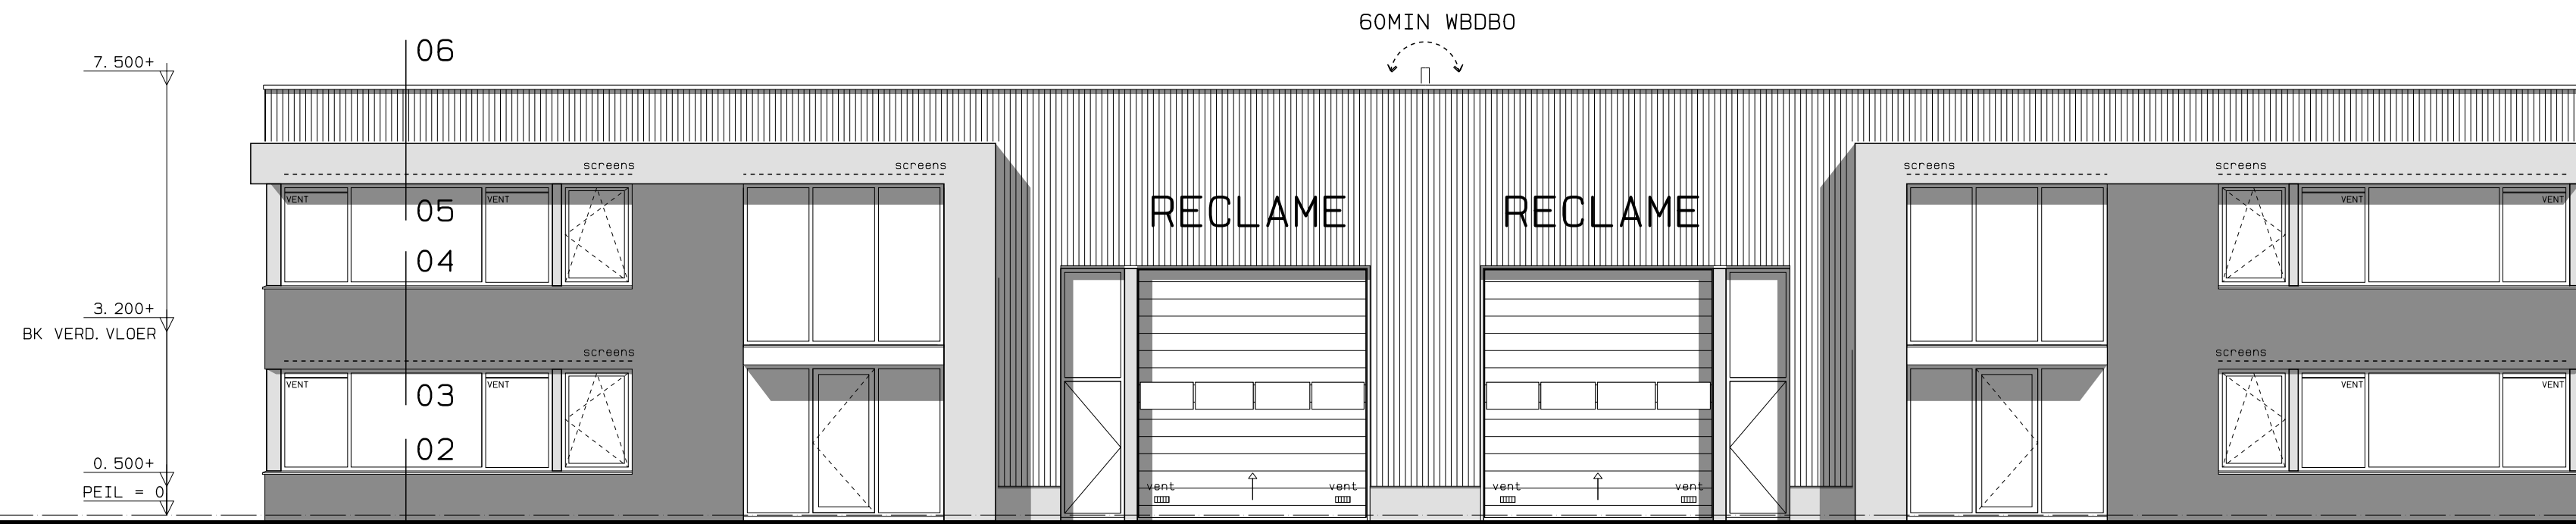 60MIN WBDBO
06
7.500+
screens screens screens screens
VENT VENT VENT VENT
05 RECLAME RECLAME
04
3.200+
BK VERD. VLOER
screens screens
VENT VENT VENT VENT
03
02
0.500+
PEIL = 0 vent vent vent vent